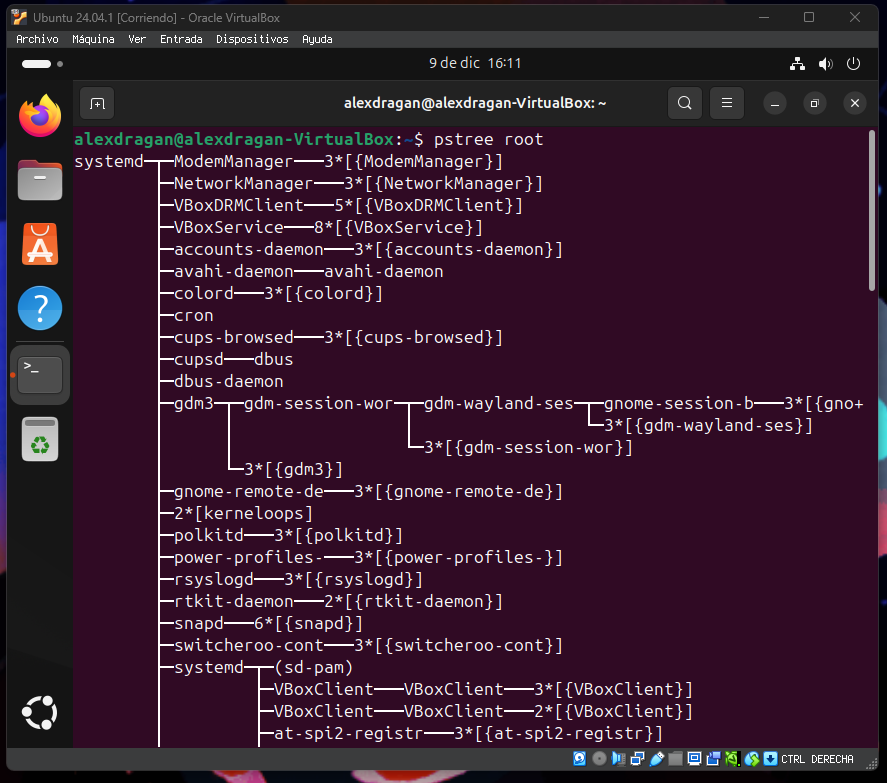 Ubuntu 24.04.1 [Corriendo] - Oracle VirtualBox
Archivo Máquina Ver Entrada Dispositivos Ayuda
9 de dic 16:11
alexdragan@alexdragan-VirtualBox: ~
alexdragan@alexdragan-VirtualBox:~$ pstree root
systemd─┬─ModemManager───3*[{ModemManager}]
        ├─NetworkManager───3*[{NetworkManager}]
        ├─VBoxDRMClient───5*[{VBoxDRMClient}]
        ├─VBoxService───8*[{VBoxService}]
        ├─accounts-daemon───3*[{accounts-daemon}]
        ├─avahi-daemon───avahi-daemon
        ├─colord───3*[{colord}]
        ├─cron
        ├─cups-browsed───3*[{cups-browsed}]
        ├─cupsd───dbus
        ├─dbus-daemon
        ├─gdm3─┬─gdm-session-wor─┬─gdm-wayland-ses─┬─gnome-session-b───3*[{gno+
        │      │                 │                 └─3*[{gdm-wayland-ses}]
        │      │                 └─3*[{gdm-session-wor}]
        │      └─3*[{gdm3}]
        ├─gnome-remote-de───3*[{gnome-remote-de}]
        ├─2*[kerneloops]
        ├─polkitd───3*[{polkitd}]
        ├─power-profiles-───3*[{power-profiles-}]
        ├─rsyslogd───3*[{rsyslogd}]
        ├─rtkit-daemon───2*[{rtkit-daemon}]
        ├─snapd───6*[{snapd}]
        ├─switcheroo-cont───3*[{switcheroo-cont}]
        ├─systemd─┬─(sd-pam)
        │         ├─VBoxClient───VBoxClient───3*[{VBoxClient}]
        │         ├─VBoxClient───VBoxClient───2*[{VBoxClient}]
        │         ├─at-spi2-registr───3*[{at-spi2-registr}]
CTRL DERECHA